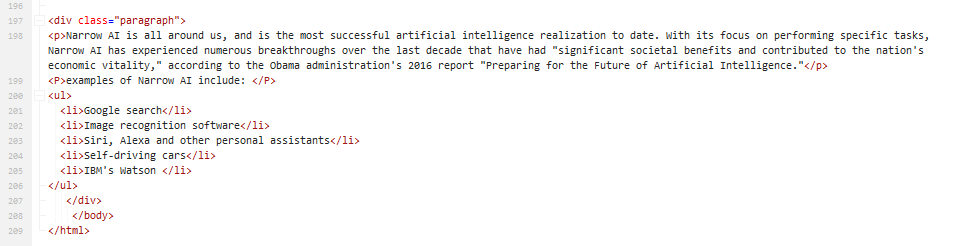 196
197 <div class="paragraph">
198 <p>Narrow AI is all around us, and is the most successful artificial intelligence realization to date. With its focus on performing specific tasks,
Narrow AI has experienced numerous breakthroughs over the last decade that have had "significant societal benefits and contributed to the nation's
economic vitality," according to the Obama administration's 2016 report "Preparing for the Future of Artificial Intelligence."</p>
199 <P>examples of Narrow AI include: </P>
200 <ul>
201 <li>Google search</li>
202 <li>Image recognition software</li>
203 <li>Siri, Alexa and other personal assistants</li>
204 <li>Self-driving cars</li>
205 <li>IBM's Watson </li>
206 </ul>
207 </div>
208 </body>
209 </html>